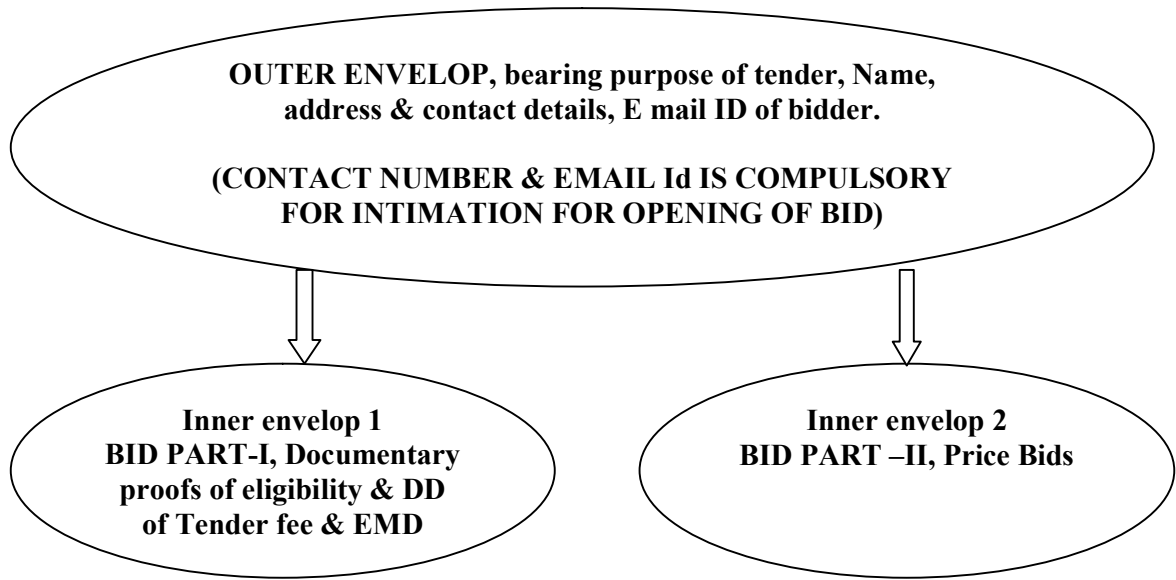 OUTER ENVELOP, bearing purpose of tender, Name,
address & contact details, E mail ID of bidder.
(CONTACT NUMBER & EMAIL Id IS COMPULSORY
FOR INTIMATION FOR OPENING OF BID)
Inner envelop 1
BID PART-I, Documentary
proofs of eligibility & DD
of Tender fee & EMD
Inner envelop 2
BID PART –II, Price Bids